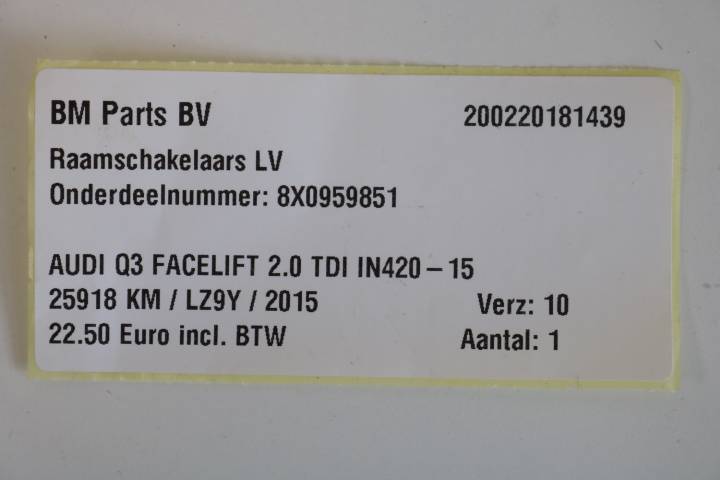 BM Parts BV 200220181439
Raamschakelaars LV
Onderdeelnummer: 8X0959851
AUDI Q3 FACELIFT 2.0 TDI IN420-15
25918 KM / LZ9Y / 2015 Verz: 10
22.50 Euro incl. BTW Aantal: 1